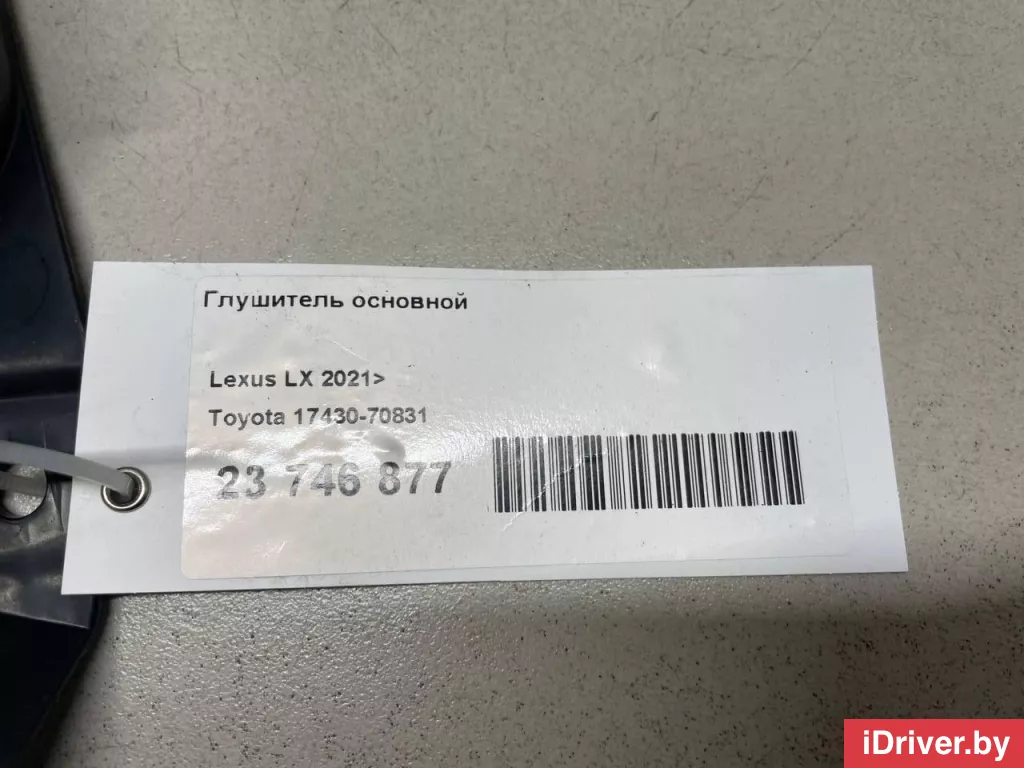 Глушитель основной
Lexus LX 2021>
Toyota 17430-70831
23 746 877
iDriver.by